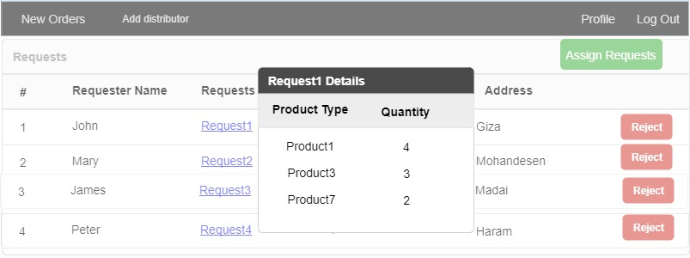 New Orders Add distributor Profile Log Out
Requests Assign Requests
Request1 Details
# Requester Name Requests Address
Product Type Quantity
1 John Request1 Giza Reject
Product1 4
2 Mary Request2 Mohandesen Reject
Product3 3
3 James Request3 Madai Reject
Product7 2
4 Peter Request4 Haram Reject